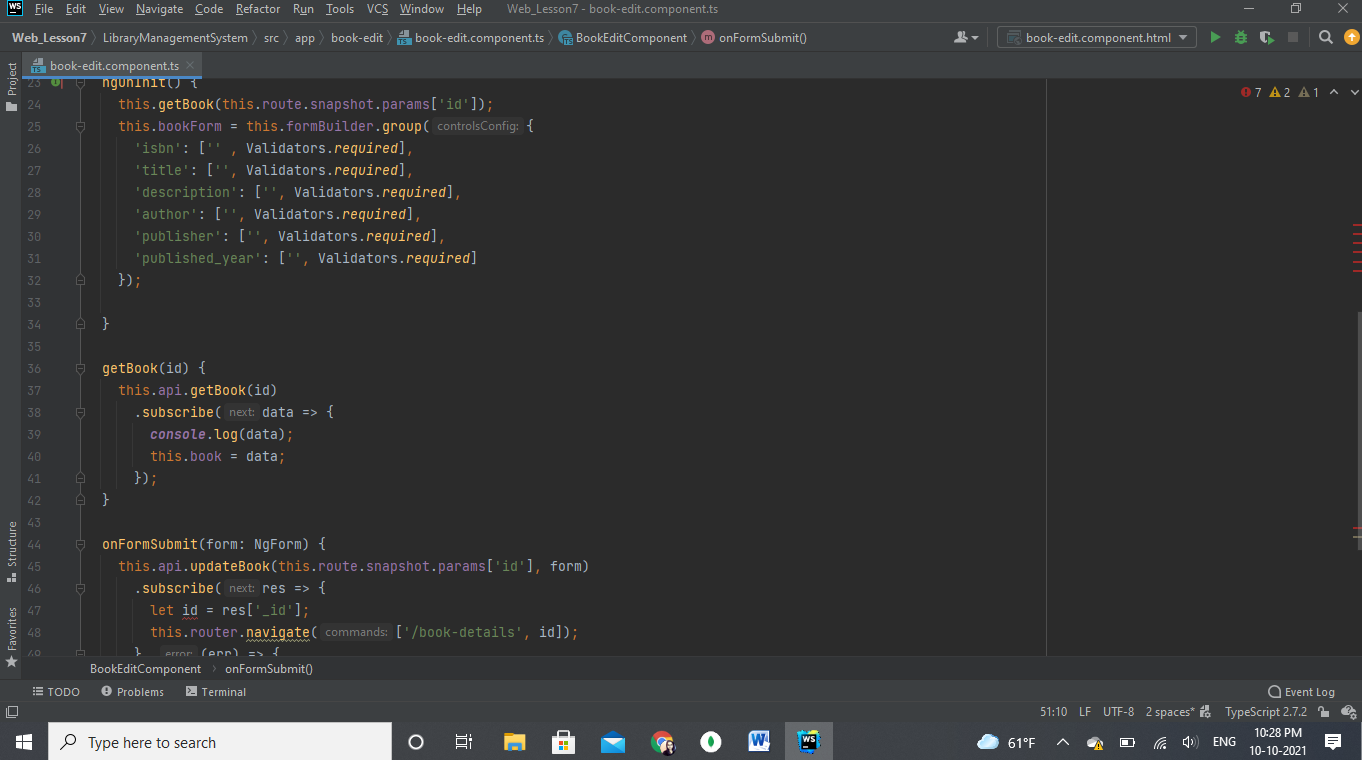 WS File Edit View Navigate Code Refactor Run Tools VCS Window Help Web_Lesson7 - book-edit.component.ts
Web_Lesson7 LibraryManagementSystem src app book-edit book-edit.component.ts BookEditComponent m onFormSubmit() book-edit.component.html
Project
book-edit.component.ts
7 2 1
23 ngOnInit() {
24 this.getBook(this.route.snapshot.params['id']);
25 this.bookForm = this.formBuilder.group( controlsConfig: {
26 'isbn': ['' , Validators.required],
27 'title': ['', Validators.required],
28 'description': ['', Validators.required],
29 'author': ['', Validators.required],
30 'publisher': ['', Validators.required],
31 'published_year': ['', Validators.required]
32 });
33
34 }
35
36 getBook(id) {
37 this.api.getBook(id)
38 .subscribe( next: data => {
39 console.log(data);
40 this.book = data;
41 });
42 }
43
44 onFormSubmit(form: NgForm) {
45 this.api.updateBook(this.route.snapshot.params['id'], form)
46 .subscribe( next: res => {
47 let id = res['_id'];
48 this.router.navigate( commands: ['/book-details', id]);
49 }, error: (err) => {
Structure
Favorites
BookEditComponent onFormSubmit()
TODO Problems Terminal Event Log
51:10 LF UTF-8 2 spaces* TypeScript 2.7.2
Type here to search
W WS 61°F ENG 10:28 PM
10-10-2021